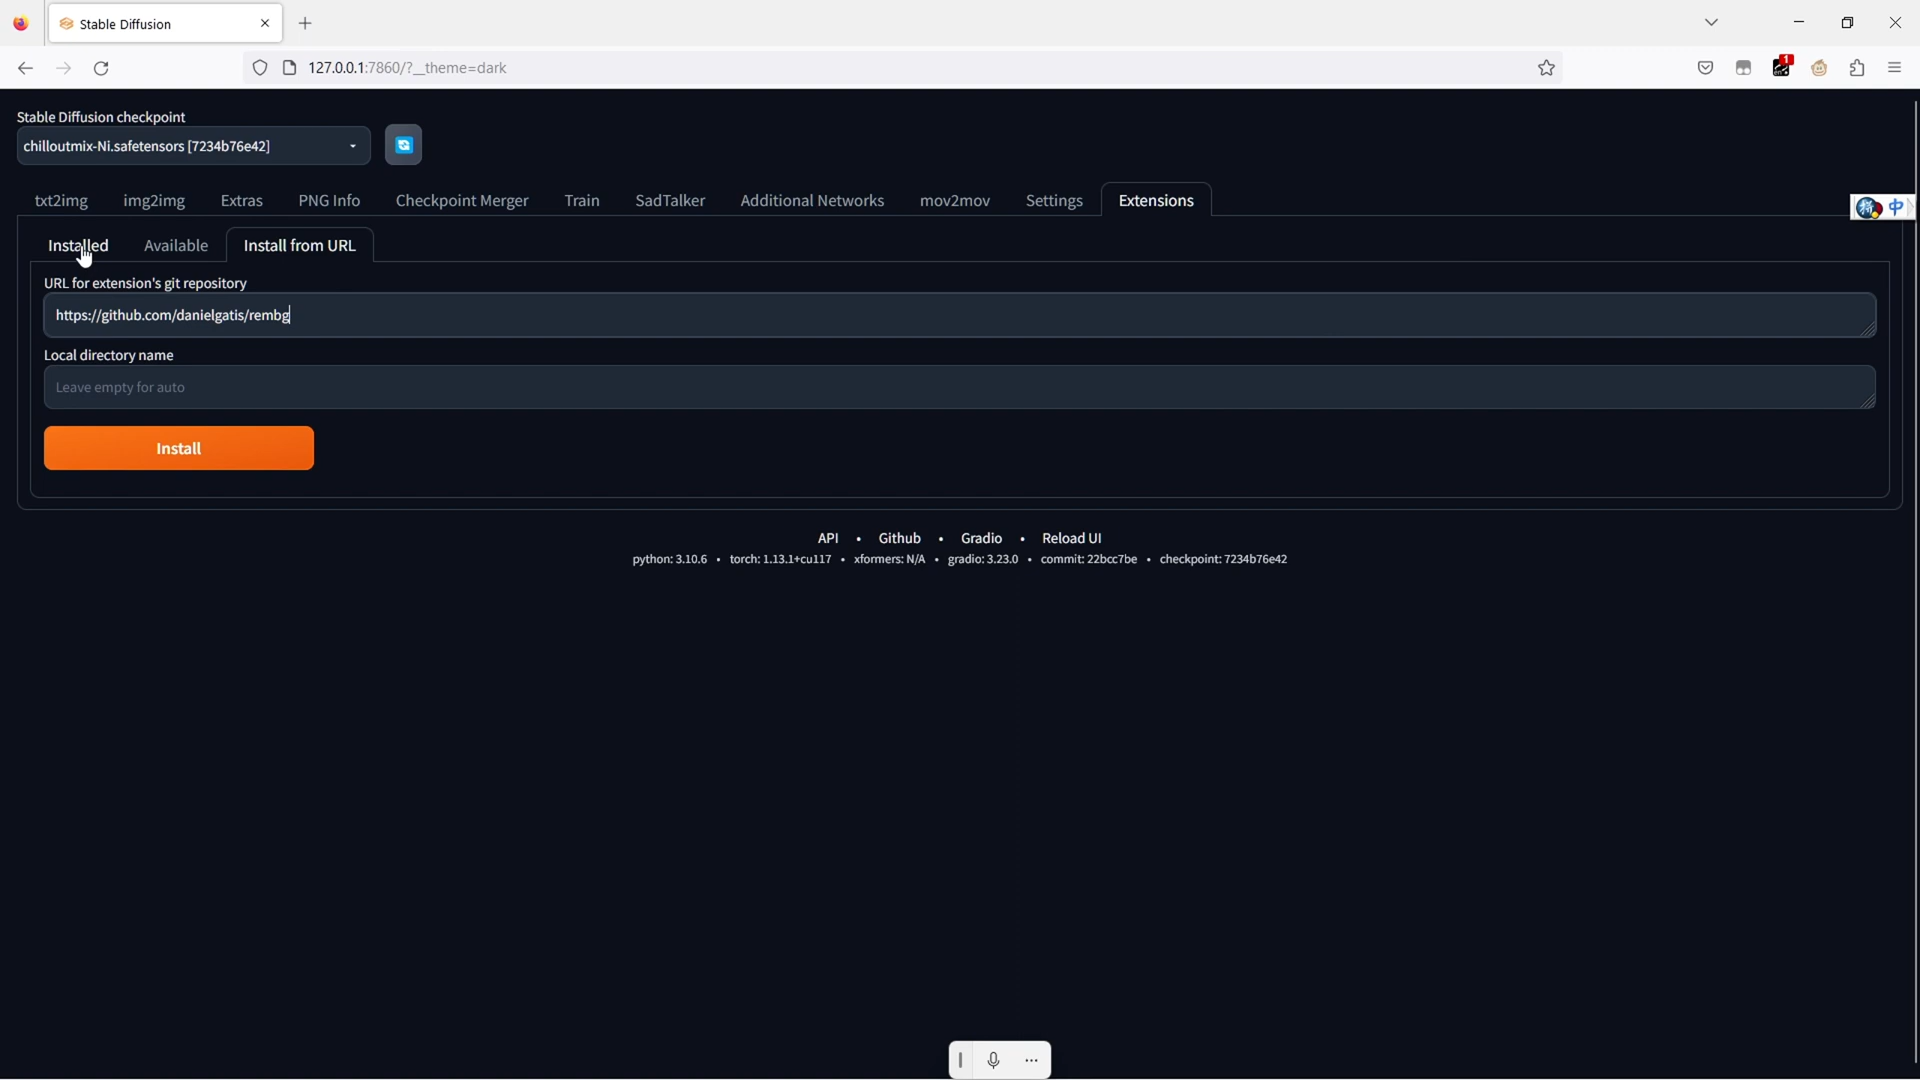 Stable Diffusion
127.0.0.1:7860/?__theme=dark
1
Stable Diffusion checkpoint
chilloutmix-Ni.safetensors [7234b76e42]
txt2img img2img Extras PNG Info Checkpoint Merger Train SadTalker Additional Networks mov2mov Settings Extensions
中
Installed Available Install from URL
URL for extension's git repository
https://github.com/danielgatis/rembg
Local directory name
Leave empty for auto
Install
API • Github • Gradio • Reload UI
python: 3.10.6 • torch: 1.13.1+cu117 • xformers: N/A • gradio: 3.23.0 • commit: 22bcc7be • checkpoint: 7234b76e42